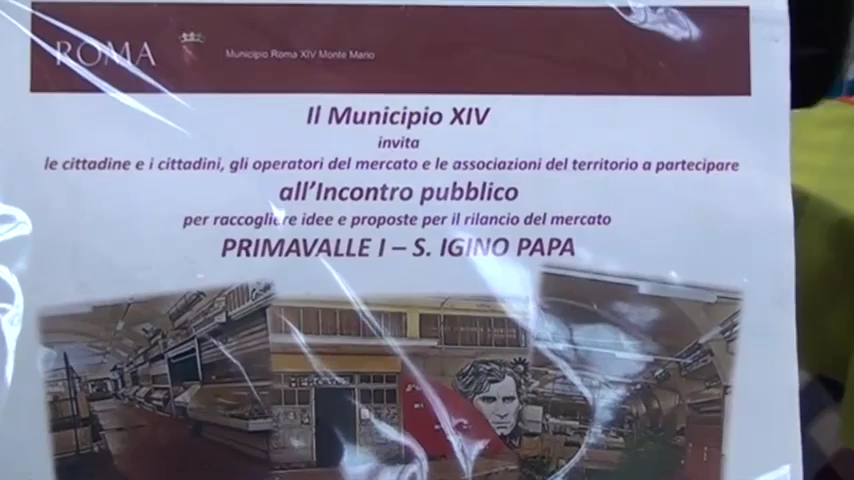 ROMA
Municipio Roma XIV Monte Mario
Il Municipio XIV
invita
le cittadine e i cittadini, gli operatori del mercato e le associazioni del territorio a partecipare
all'Incontro pubblico
per raccogliere idee e proposte per il rilancio del mercato
PRIMAVALLE I – S. IGINO PAPA